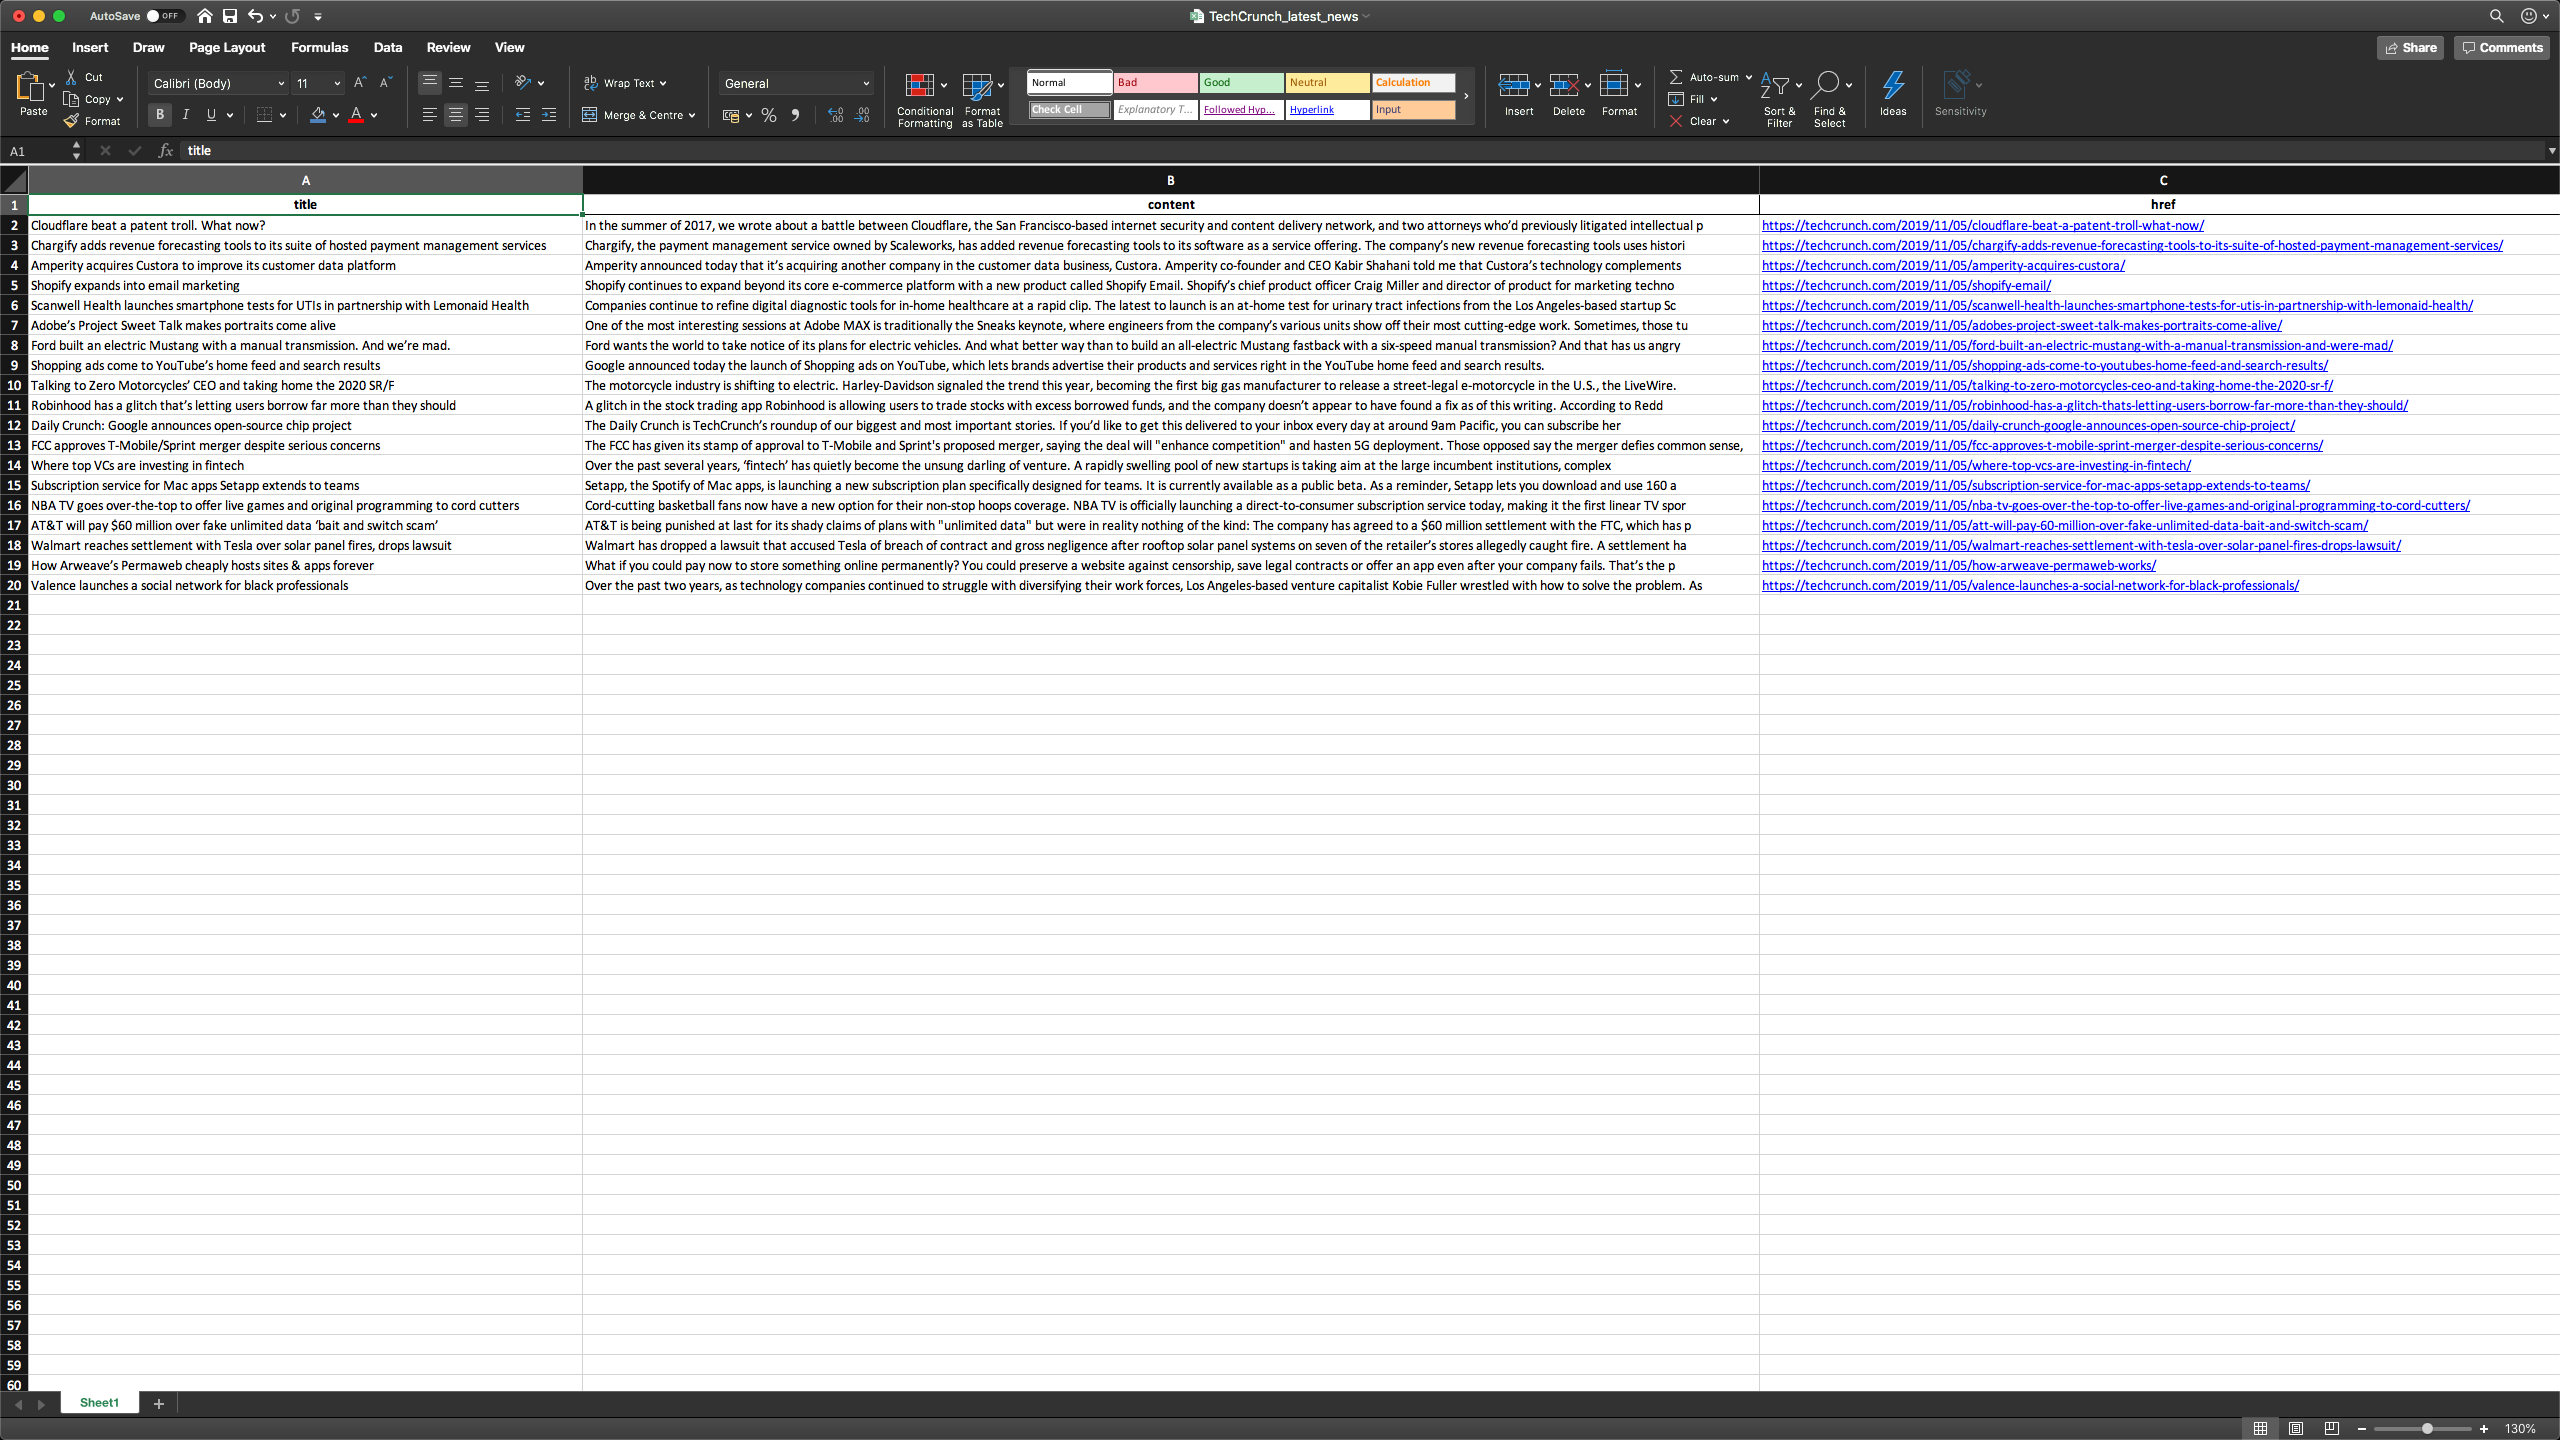 AutoSave OFF TechCrunch_latest_news
Home Insert Draw Page Layout Formulas Data Review View Share Comments
Paste Cut Copy Format
Calibri (Body) 11 A A
B I U A
ab Wrap Text
Merge & Centre
General
% .00
Conditional Formatting Format as Table
Normal Bad Good Neutral Calculation
Check Cell Explanatory T... Followed Hyp... Hyperlink Input
Insert Delete Format
Auto-sum Fill Clear
Sort & Filter Find & Select Ideas Sensitivity
A1 fx title
A B C
1 title content href
2 Cloudflare beat a patent troll. What now? In the summer of 2017, we wrote about a battle between Cloudflare, the San Francisco-based internet security and content delivery network, and two attorneys who’d previously litigated intellectual p https://techcrunch.com/2019/11/05/cloudflare-beat-a-patent-troll-what-now/
3 Chargify adds revenue forecasting tools to its suite of hosted payment management services Chargify, the payment management service owned by Scaleworks, has added revenue forecasting tools to its software as a service offering. The company’s new revenue forecasting tools uses histori https://techcrunch.com/2019/11/05/chargify-adds-revenue-forecasting-tools-to-its-suite-of-hosted-payment-management-services/
4 Amperity acquires Custora to improve its customer data platform Amperity announced today that it’s acquiring another company in the customer data business, Custora. Amperity co-founder and CEO Kabir Shahani told me that Custora’s technology complements https://techcrunch.com/2019/11/05/amperity-acquires-custora/
5 Shopify expands into email marketing Shopify continues to expand beyond its core e-commerce platform with a new product called Shopify Email. Shopify’s chief product officer Craig Miller and director of product for marketing techno https://techcrunch.com/2019/11/05/shopify-email/
6 Scanwell Health launches smartphone tests for UTIs in partnership with Lemonaid Health Companies continue to refine digital diagnostic tools for in-home healthcare at a rapid clip. The latest to launch is an at-home test for urinary tract infections from the Los Angeles-based startup Sc https://techcrunch.com/2019/11/05/scanwell-health-launches-smartphone-tests-for-utis-in-partnership-with-lemonaid-health/
7 Adobe’s Project Sweet Talk makes portraits come alive One of the most interesting sessions at Adobe MAX is traditionally the Sneaks keynote, where engineers from the company’s various units show off their most cutting-edge work. Sometimes, those tu https://techcrunch.com/2019/11/05/adobes-project-sweet-talk-makes-portraits-come-alive/
8 Ford built an electric Mustang with a manual transmission. And we’re mad. Ford wants the world to take notice of its plans for electric vehicles. And what better way than to build an all-electric Mustang fastback with a six-speed manual transmission? And that has us angry https://techcrunch.com/2019/11/05/ford-built-an-electric-mustang-with-a-manual-transmission-and-were-mad/
9 Shopping ads come to YouTube’s home feed and search results Google announced today the launch of Shopping ads on YouTube, which lets brands advertise their products and services right in the YouTube home feed and search results. https://techcrunch.com/2019/11/05/shopping-ads-come-to-youtubes-home-feed-and-search-results/
10 Talking to Zero Motorcycles’ CEO and taking home the 2020 SR/F The motorcycle industry is shifting to electric. Harley-Davidson signaled the trend this year, becoming the first big gas manufacturer to release a street-legal e-motorcycle in the U.S., the LiveWire. https://techcrunch.com/2019/11/05/talking-to-zero-motorcycles-ceo-and-taking-home-the-2020-sr-f/
11 Robinhood has a glitch that’s letting users borrow far more than they should A glitch in the stock trading app Robinhood is allowing users to trade stocks with excess borrowed funds, and the company doesn’t appear to have found a fix as of this writing. According to Redd https://techcrunch.com/2019/11/05/robinhood-has-a-glitch-thats-letting-users-borrow-far-more-than-they-should/
12 Daily Crunch: Google announces open-source chip project The Daily Crunch is TechCrunch’s roundup of our biggest and most important stories. If you’d like to get this delivered to your inbox every day at around 9am Pacific, you can subscribe her https://techcrunch.com/2019/11/05/daily-crunch-google-announces-open-source-chip-project/
13 FCC approves T-Mobile/Sprint merger despite serious concerns The FCC has given its stamp of approval to T-Mobile and Sprint's proposed merger, saying the deal will "enhance competition" and hasten 5G deployment. Those opposed say the merger defies common sense, https://techcrunch.com/2019/11/05/fcc-approves-t-mobile-sprint-merger-despite-serious-concerns/
14 Where top VCs are investing in fintech Over the past several years, ‘fintech’ has quietly become the unsung darling of venture. A rapidly swelling pool of new startups is taking aim at the large incumbent institutions, complex https://techcrunch.com/2019/11/05/where-top-vcs-are-investing-in-fintech/
15 Subscription service for Mac apps Setapp extends to teams Setapp, the Spotify of Mac apps, is launching a new subscription plan specifically designed for teams. It is currently available as a public beta. As a reminder, Setapp lets you download and use 160 a https://techcrunch.com/2019/11/05/subscription-service-for-mac-apps-setapp-extends-to-teams/
16 NBA TV goes over-the-top to offer live games and original programming to cord cutters Cord-cutting basketball fans now have a new option for their non-stop hoops coverage. NBA TV is officially launching a direct-to-consumer subscription service today, making it the first linear TV spor https://techcrunch.com/2019/11/05/nba-tv-goes-over-the-top-to-offer-live-games-and-original-programming-to-cord-cutters/
17 AT&T will pay $60 million over fake unlimited data ‘bait and switch scam’ AT&T is being punished at last for its shady claims of plans with "unlimited data" but were in reality nothing of the kind: The company has agreed to a $60 million settlement with the FTC, which has p https://techcrunch.com/2019/11/05/att-will-pay-60-million-over-fake-unlimited-data-bait-and-switch-scam/
18 Walmart reaches settlement with Tesla over solar panel fires, drops lawsuit Walmart has dropped a lawsuit that accused Tesla of breach of contract and gross negligence after rooftop solar panel systems on seven of the retailer’s stores allegedly caught fire. A settlement ha https://techcrunch.com/2019/11/05/walmart-reaches-settlement-with-tesla-over-solar-panel-fires-drops-lawsuit/
19 How Arweave’s Permaweb cheaply hosts sites & apps forever What if you could pay now to store something online permanently? You could preserve a website against censorship, save legal contracts or offer an app even after your company fails. That’s the p https://techcrunch.com/2019/11/05/how-arweave-permaweb-works/
20 Valence launches a social network for black professionals Over the past two years, as technology companies continued to struggle with diversifying their work forces, Los Angeles-based venture capitalist Kobie Fuller wrestled with how to solve the problem. As https://techcrunch.com/2019/11/05/valence-launches-a-social-network-for-black-professionals/
21
22
23
24
25
26
27
28
29
30
31
32
33
34
35
36
37
38
39
40
41
42
43
44
45
46
47
48
49
50
51
52
53
54
55
56
57
58
59
60
Sheet1 +
130%